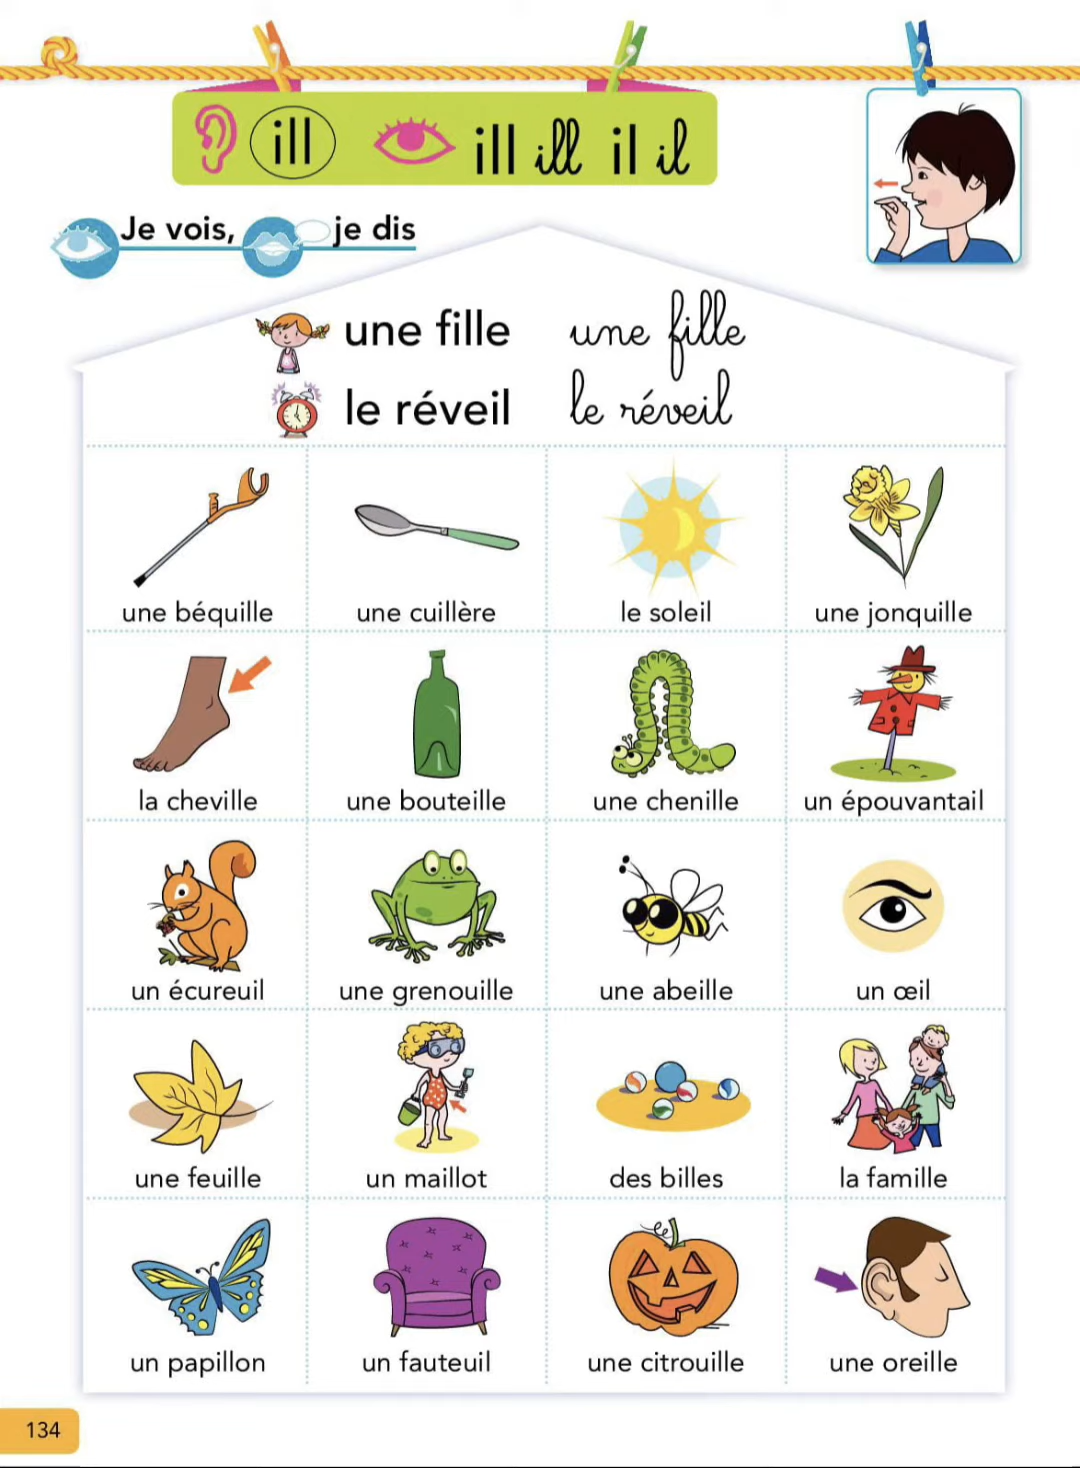 ill ill ill il il
Je vois, je dis
une fille une fille
le réveil le réveil
une béquille une cuillère le soleil une jonquille
la cheville une bouteille une chenille un épouvantail
un écureuil une grenouille une abeille un œil
une feuille un maillot des billes la famille
un papillon un fauteuil une citrouille une oreille
134